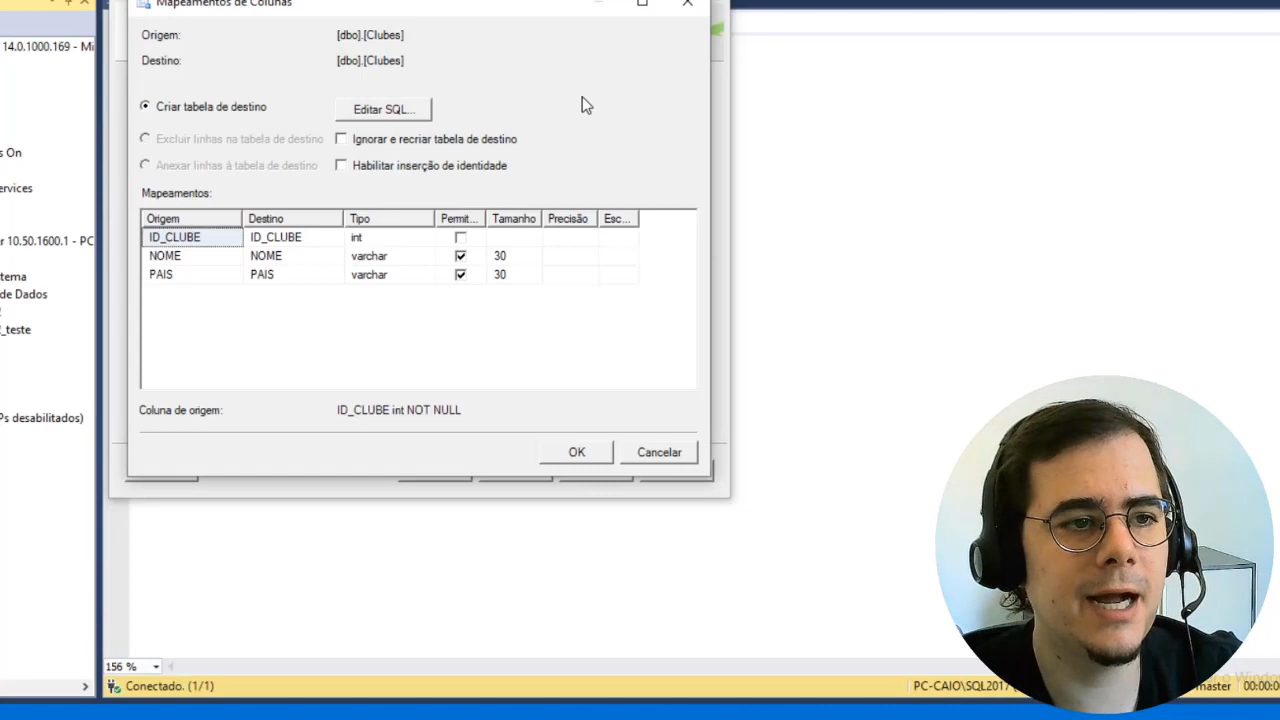 Mapeamentos de Colunas
14.0.1000.169 - Mi
s On
ervices
r 10.50.1600.1 - PC
tema
de Dados
_teste
Ps desabilitados)
Origem: [dbo].[Clubes]
Destino: [dbo].[Clubes]
Criar tabela de destino Editar SQL...
Excluir linhas na tabela de destino Ignorar e recriar tabela de destino
Anexar linhas à tabela de destino Habilitar inserção de identidade
Mapeamentos:
Origem Destino Tipo Permit... Tamanho Precisão Esc...
ID_CLUBE ID_CLUBE int
NOME NOME varchar 30
PAIS PAIS varchar 30
Coluna de origem: ID_CLUBE int NOT NULL
OK Cancelar
156 %
Conectado. (1/1) PC-CAIO\SQL2017 master 00:00:0